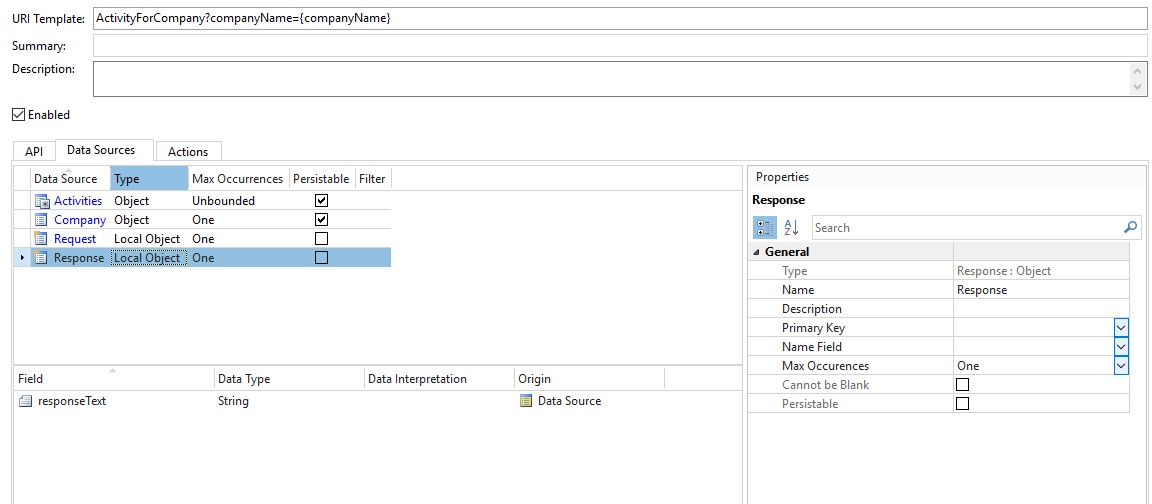 URI Template: ActivityForCompany?companyName={companyName}
Summary:
Description:
Enabled
API Data Sources Actions
Data Source Type Max Occurrences Persistable Filter
Activities Object Unbounded
Company Object One
Request Local Object One
Response Local Object One
Field Data Type Data Interpretation Origin
responseText String Data Source
Properties
Response
A Z Search
General
Type Response : Object
Name Response
Description
Primary Key
Name Field
Max Occurences One
Cannot be Blank
Persistable